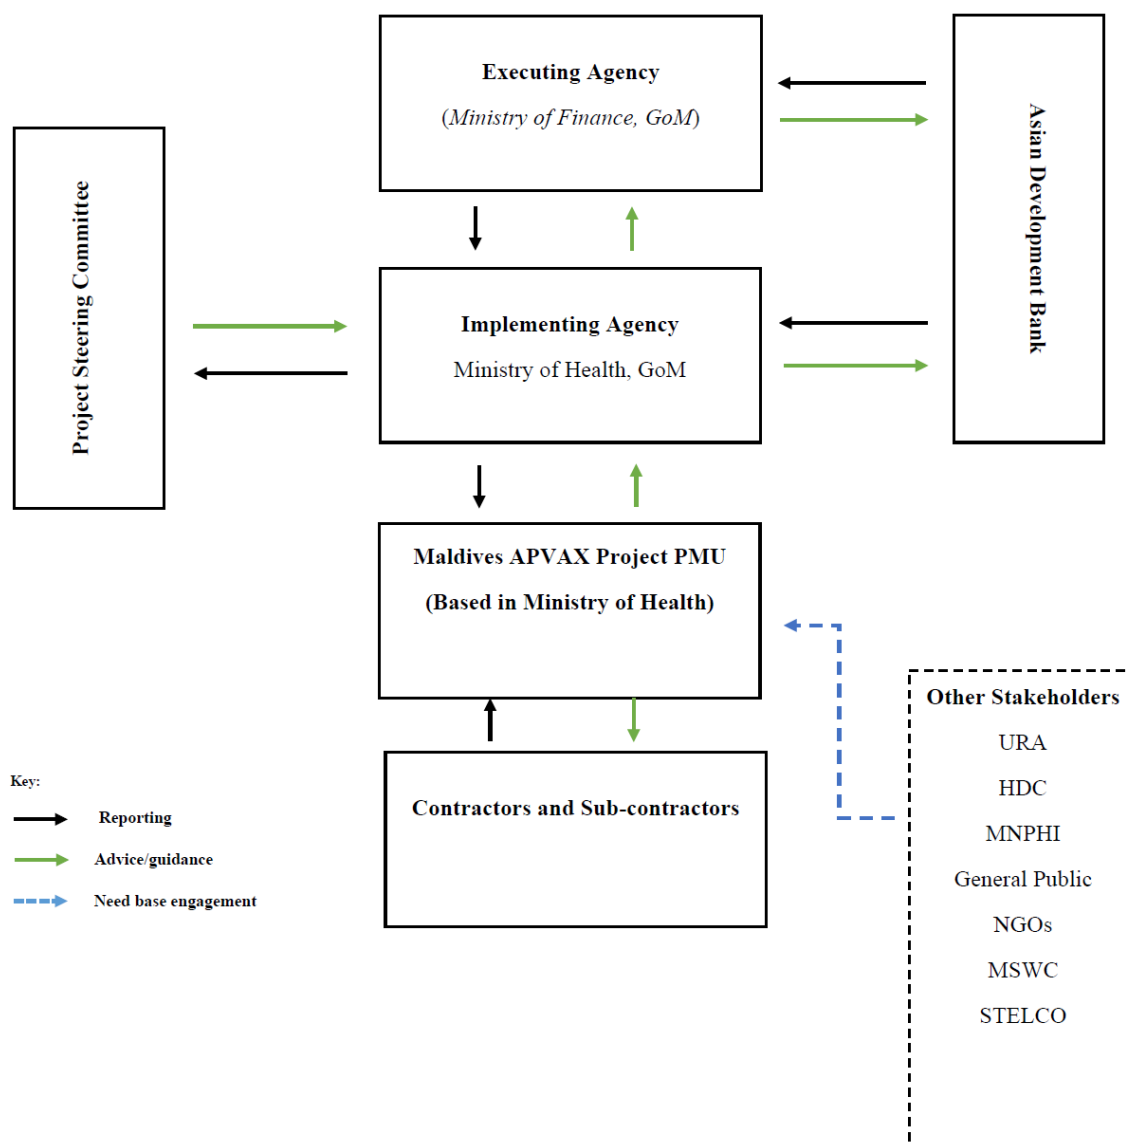 Executing Agency
(Ministry of Finance, GoM)
Asian Development Bank
Project Steering Committee
Implementing Agency
Ministry of Health, GoM
Maldives APVAX Project PMU
(Based in Ministry of Health)
Contractors and Sub-contractors
Other Stakeholders
URA
HDC
MNPHI
General Public
NGOs
MSWC
STELCO
Key:
Reporting
Advice/guidance
Need base engagement